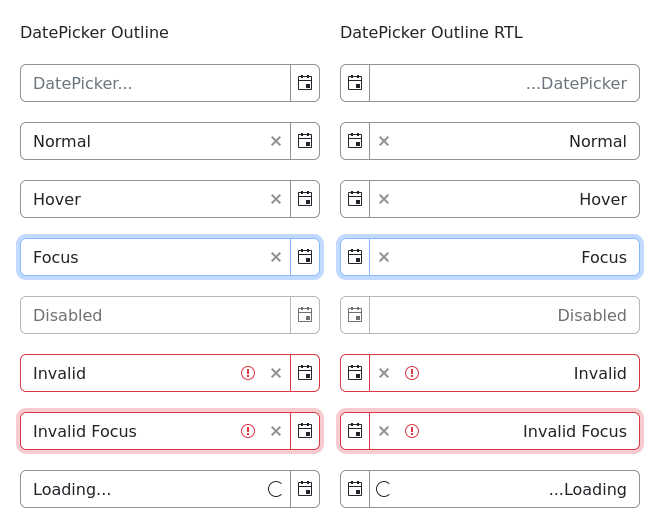 DatePicker Outline
DatePicker...
Normal
Hover
Focus
Disabled
Invalid
Invalid Focus
Loading...
DatePicker Outline RTL
...DatePicker
Normal
Hover
Focus
Disabled
Invalid
Invalid Focus
...Loading